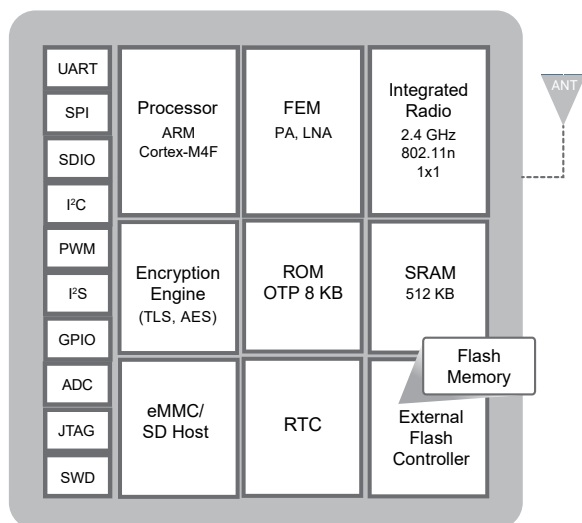 UART
SPI
SDIO
I²C
PWM
I²S
GPIO
ADC
JTAG
SWD
Processor
ARM
Cortex-M4F
FEM
PA, LNA
Integrated
Radio
2.4 GHz
802.11n
1x1
ANT
Encryption
Engine
(TLS, AES)
ROM
OTP 8 KB
SRAM
512 KB
Flash
Memory
eMMC/
SD Host
RTC
External
Flash
Controller